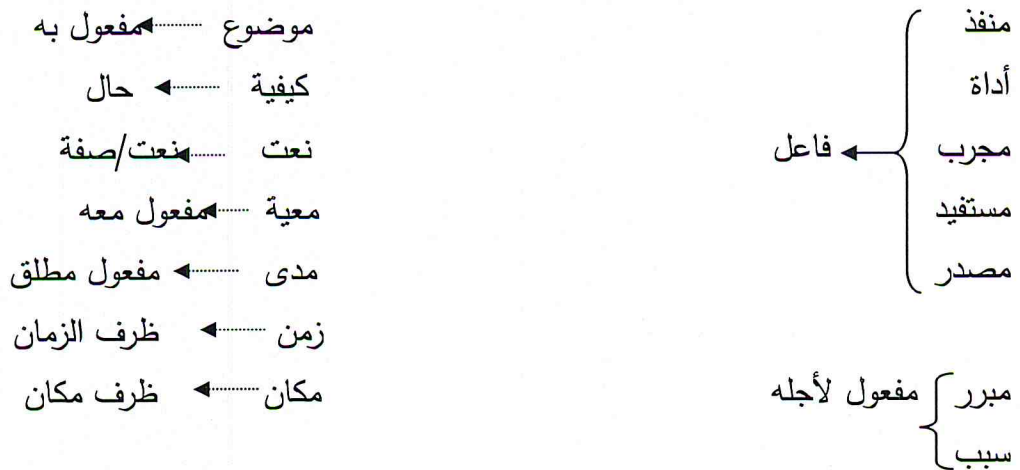 منفذ
أداة
مجرب
مستفيد
مصدر
فاعل
مبرر
سبب
مفعول لأجله
موضوع مفعول به
كيفية حال
نعت نعت/صفة
معية مفعول معه
مدى مفعول مطلق
زمن ظرف الزمان
مكان ظرف مكان